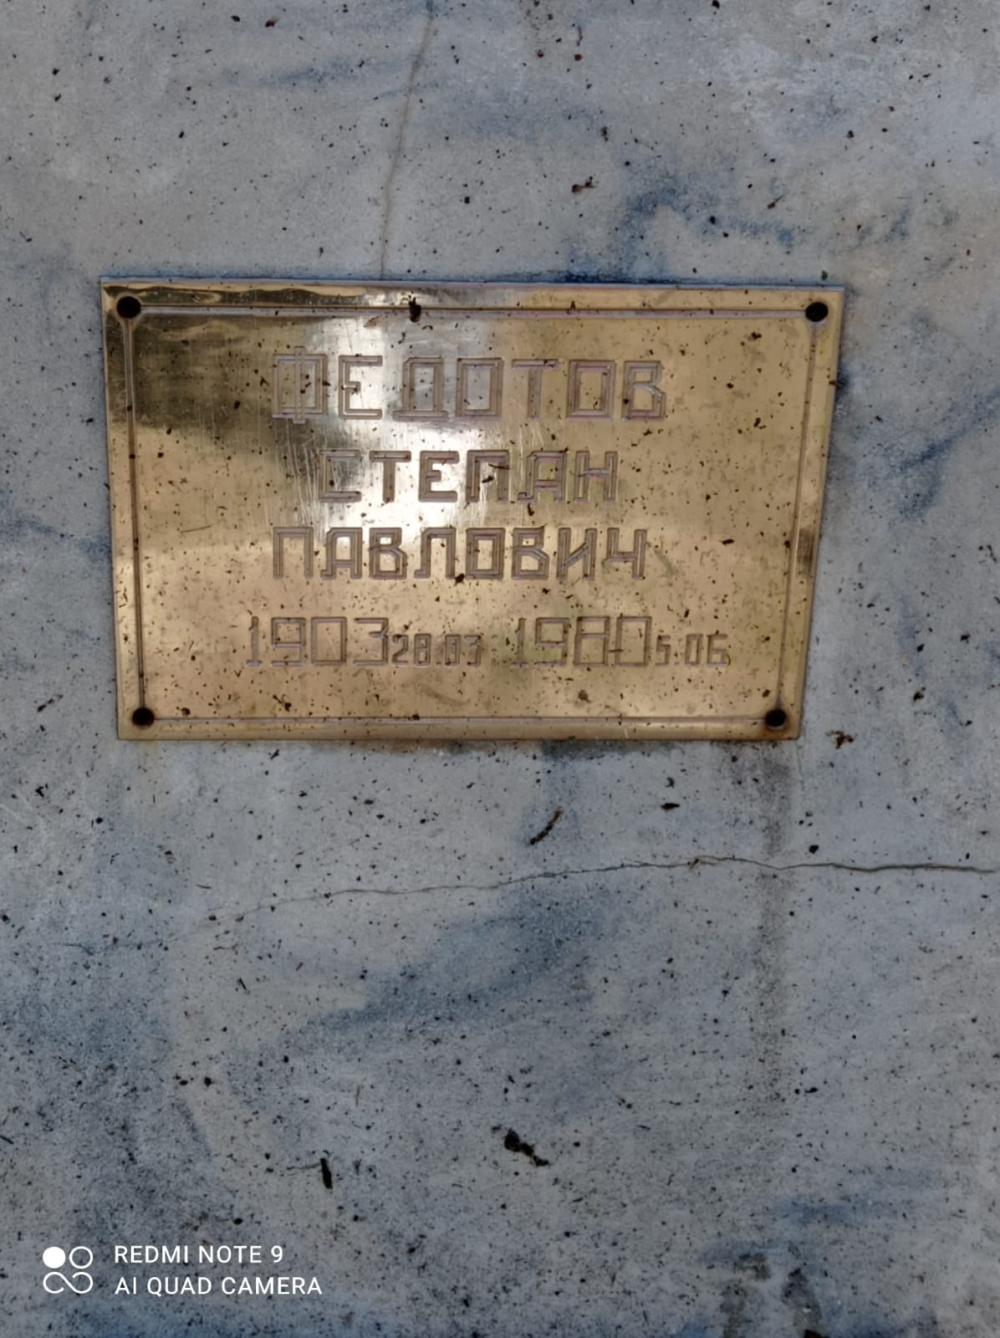 ФЕДОТОВ
СТЕПАН
ПАВЛОВИЧ
1903 28.03 1980 5.06
REDMI NOTE 9
AI QUAD CAMERA